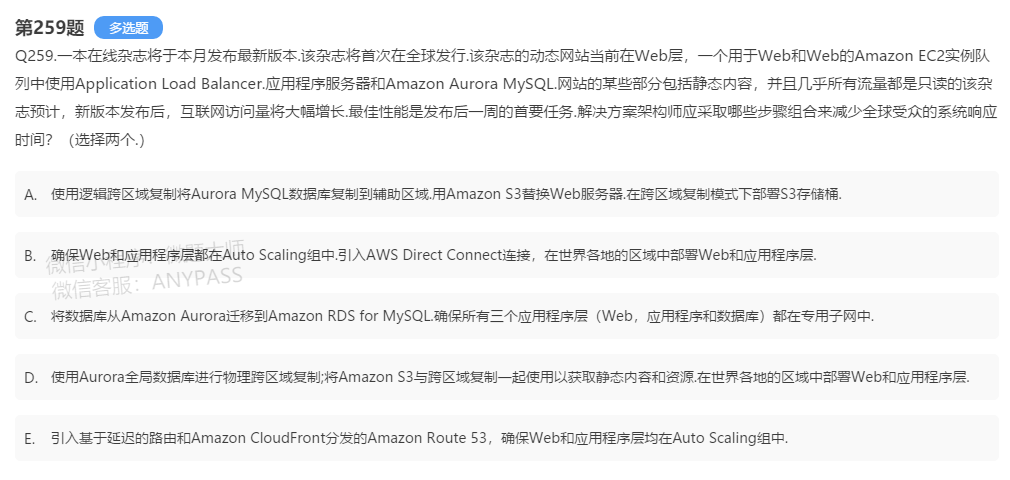 第259题 多选题
Q259.一本在线杂志将于本月发布最新版本.该杂志将首次在全球发行.该杂志的动态网站当前在Web层，一个用于Web和Web的Amazon EC2实例队
列中使用Application Load Balancer.应用程序服务器和Amazon Aurora MySQL.网站的某些部分包括静态内容，并且几乎所有流量都是只读的该杂
志预计，新版本发布后，互联网访问量将大幅增长.最佳性能是发布后一周的首要任务.解决方案架构师应采取哪些步骤组合来减少全球受众的系统响应
时间？（选择两个.）
A. 使用逻辑跨区域复制将Aurora MySQL数据库复制到辅助区域.用Amazon S3替换Web服务器.在跨区域复制模式下部署S3存储桶.
B. 确保Web和应用程序层都在Auto Scaling组中.引入AWS Direct Connect连接，在世界各地的区域中部署Web和应用程序层.
微信客服：ANYPASS
C. 将数据库从Amazon Aurora迁移到Amazon RDS for MySQL.确保所有三个应用程序层（Web，应用程序和数据库）都在专用子网中.
D. 使用Aurora全局数据库进行物理跨区域复制;将Amazon S3与跨区域复制一起使用以获取静态内容和资源.在世界各地的区域中部署Web和应用程序层.
E. 引入基于延迟的路由和Amazon CloudFront分发的Amazon Route 53，确保Web和应用程序层均在Auto Scaling组中.